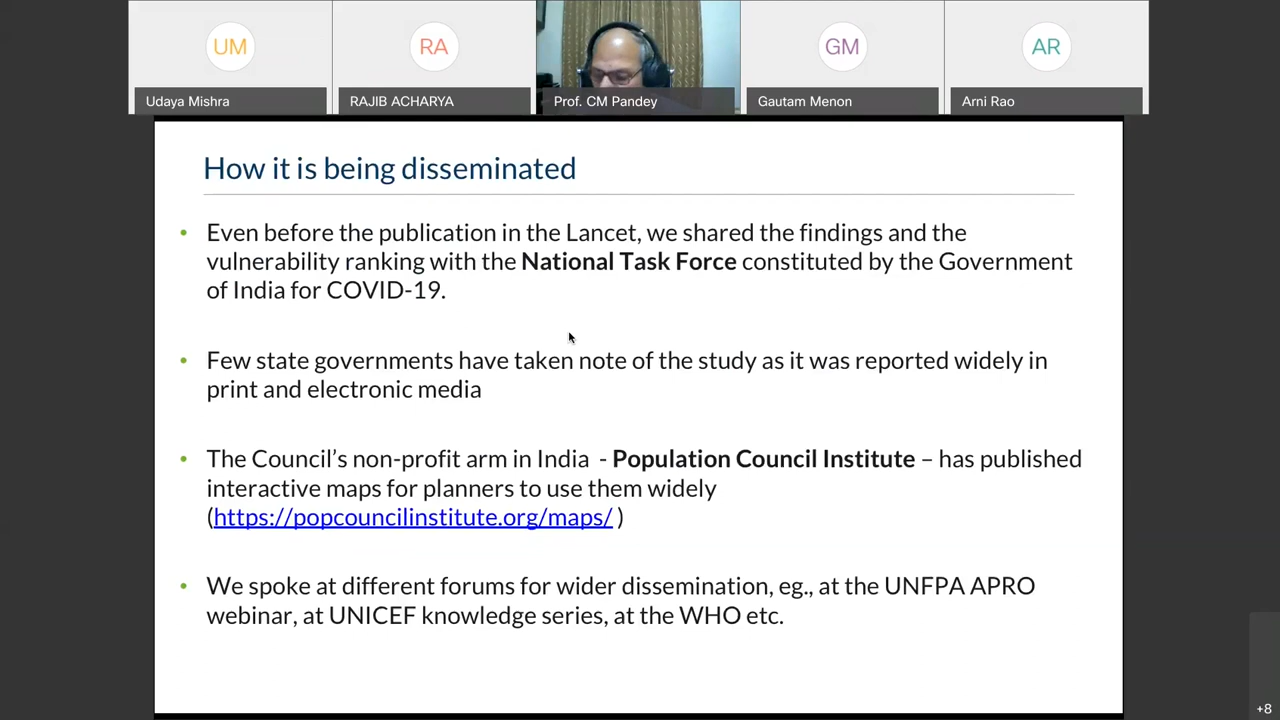 UM
RA
GM
AR
Udaya Mishra
RAJIB ACHARYA
Prof. CM Pandey
Gautam Menon
Arni Rao
How it is being disseminated
• Even before the publication in the Lancet, we shared the findings and the
vulnerability ranking with the National Task Force constituted by the Government
of India for COVID-19.
• Few state governments have taken note of the study as it was reported widely in
print and electronic media
• The Council’s non-profit arm in India - Population Council Institute – has published
interactive maps for planners to use them widely
(https://popcouncilinstitute.org/maps/ )
• We spoke at different forums for wider dissemination, eg., at the UNFPA APRO
webinar, at UNICEF knowledge series, at the WHO etc.
+8